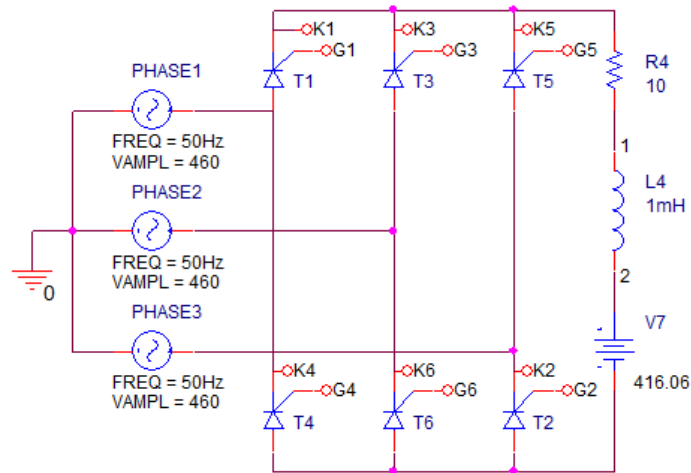 K1
K3
K5
G1
G3
G5
PHASE1
T1
T3
T5
R4
10
FREQ = 50Hz
VAMPL = 460
1
PHASE2
L4
1mH
FREQ = 50Hz
VAMPL = 460
2
0
PHASE3
V7
FREQ = 50Hz
VAMPL = 460
K4
K6
K2
G4
G6
G2
416.06
T4
T6
T2